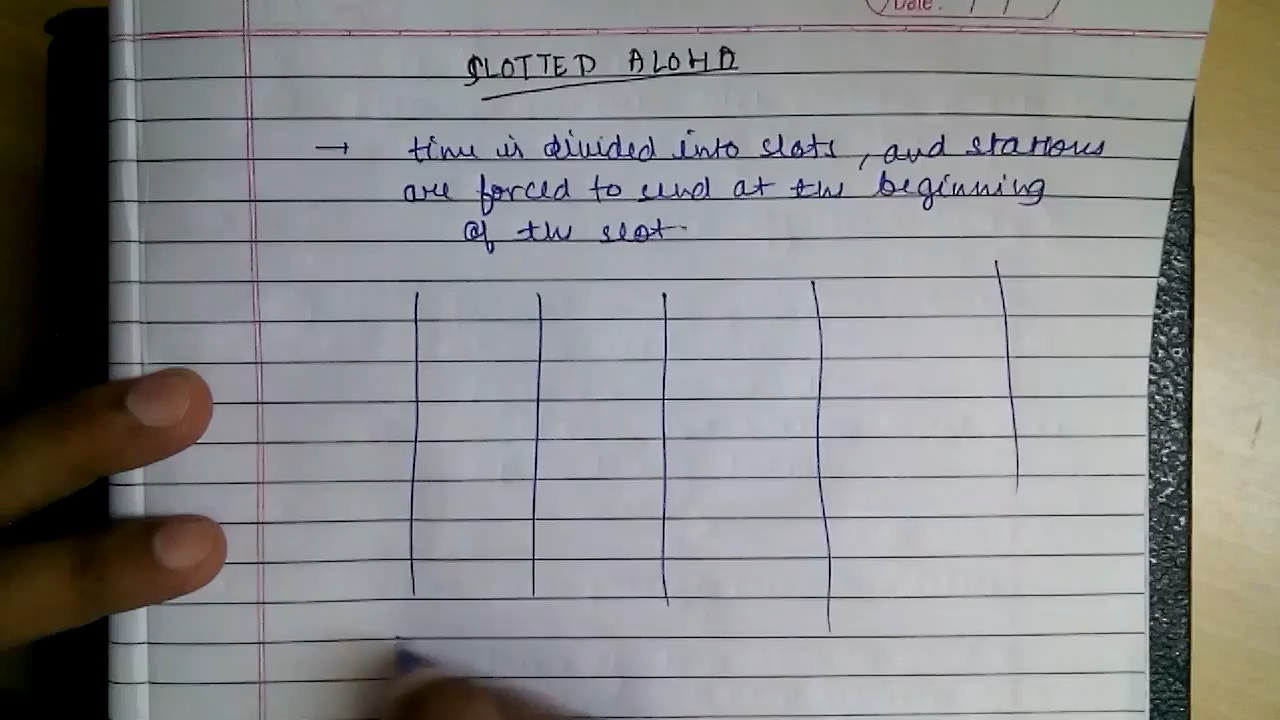 Date: / /
SLOTTED ALOHA
→ time is divided into slots, and stations
are forced to send at the beginning
of the slot.